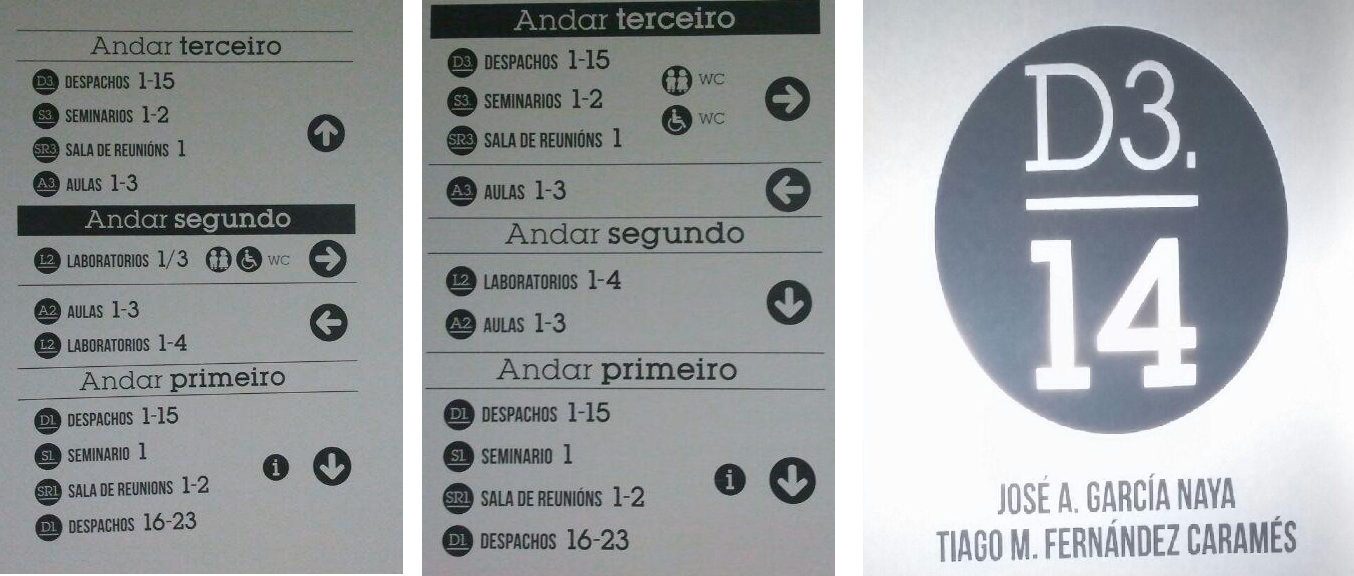 Andar terceiro
D3. DESPACHOS 1-15
S3. SEMINARIOS 1-2
SR3 SALA DE REUNIÓNS 1
A3. AULAS 1-3
Andar segundo
L2. LABORATORIOS 1/3 WC
A2. AULAS 1-3
L2. LABORATORIOS 1-4
Andar primeiro
D1. DESPACHOS 1-15
S1. SEMINARIO 1
i
SR1. SALA DE REUNIONS 1-2
D1. DESPACHOS 16-23
Andar terceiro
D3. DESPACHOS 1-15
WC
S3. SEMINARIOS 1-2
WC
SR3 SALA DE REUNIÓNS 1
A3. AULAS 1-3
Andar segundo
L2. LABORATORIOS 1-4
A2. AULAS 1-3
Andar primeiro
D1. DESPACHOS 1-15
S1. SEMINARIO 1
i
SR1. SALA DE REUNIÓNS 1-2
D1. DESPACHOS 16-23
D3.
14
JOSÉ A. GARCÍA NAYA
TIAGO M. FERNÁNDEZ CARAMÉS